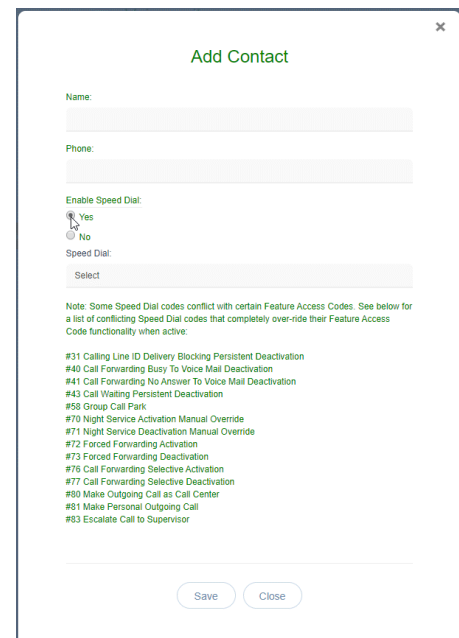 ×
Add Contact
Name:
Phone:
Enable Speed Dial:
Yes
No
Speed Dial:
Select
Note: Some Speed Dial codes conflict with certain Feature Access Codes. See below for
a list of conflicting Speed Dial codes that completely over-ride their Feature Access
Code functionality when active:
#31 Calling Line ID Delivery Blocking Persistent Deactivation
#40 Call Forwarding Busy To Voice Mail Deactivation
#41 Call Forwarding No Answer To Voice Mail Deactivation
#43 Call Waiting Persistent Deactivation
#58 Group Call Park
#70 Night Service Activation Manual Override
#71 Night Service Deactivation Manual Override
#72 Forced Forwarding Activation
#73 Forced Forwarding Deactivation
#76 Call Forwarding Selective Activation
#77 Call Forwarding Selective Deactivation
#80 Make Outgoing Call as Call Center
#81 Make Personal Outgoing Call
#83 Escalate Call to Supervisor
Save Close